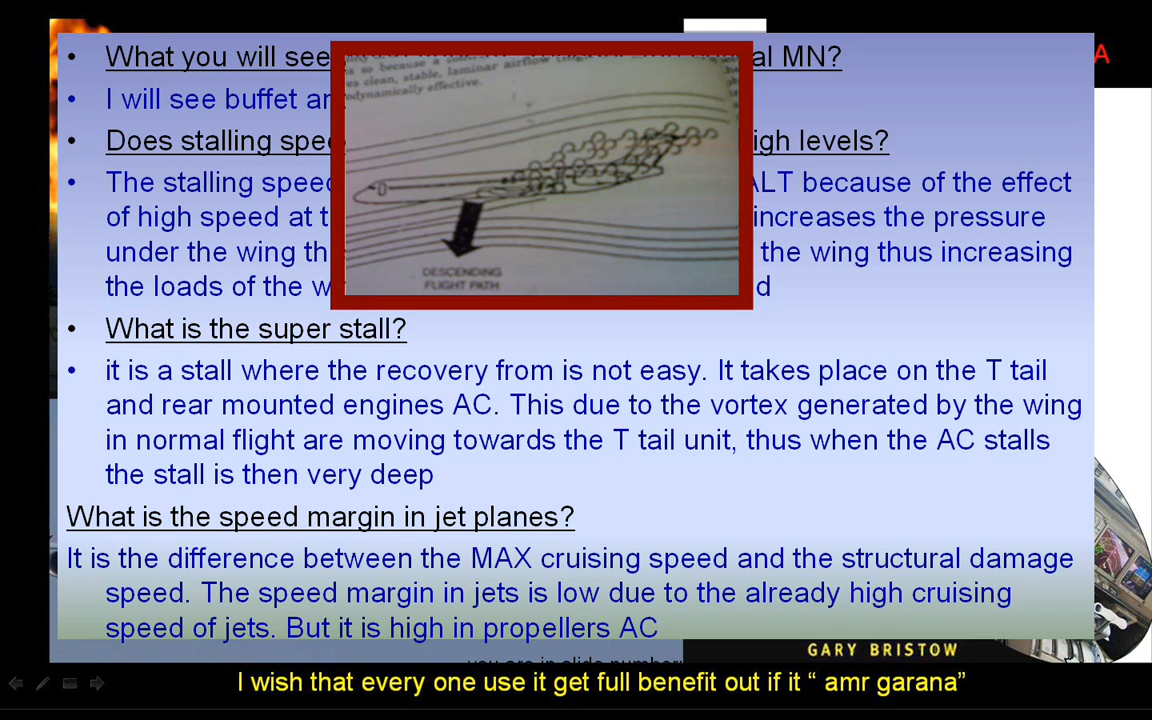 What you will see al MN?
I will see buffet an
Does stalling spee igh levels?
The stalling speed ALT because of the effect
of high speed at t increases the pressure
under the wing th the wing thus increasing
the loads of the w d
odynamically effective.
DESCENDING
FLIGHT PATH
What is the super stall?
it is a stall where the recovery from is not easy. It takes place on the T tail
and rear mounted engines AC. This due to the vortex generated by the wing
in normal flight are moving towards the T tail unit, thus when the AC stalls
the stall is then very deep
What is the speed margin in jet planes?
It is the difference between the MAX cruising speed and the structural damage
speed. The speed margin in jets is low due to the already high cruising
speed of jets. But it is high in propellers AC
GARY BRISTOW
you are in slide number:
I wish that every one use it get full benefit out if it “ amr garana”
A